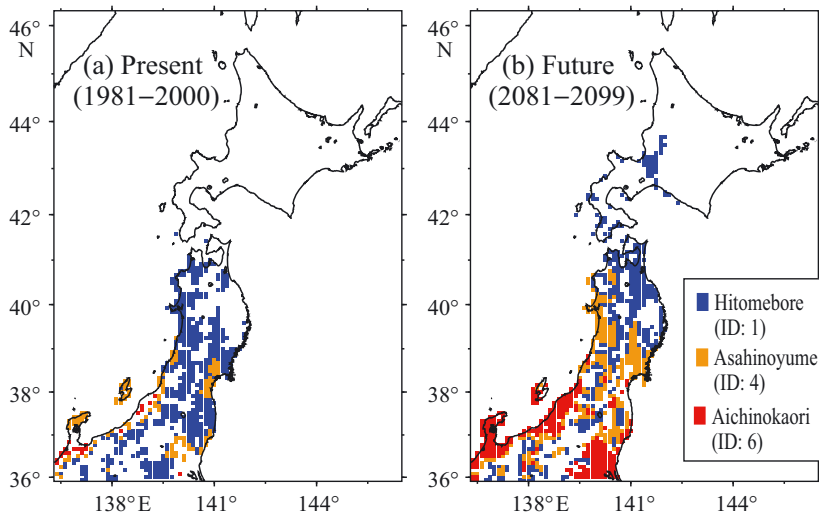 46°
N
44°
42°
40°
38°
36°
138° E
141°
144°
(a) Present
(1981−2000)
46°
N
44°
42°
40°
38°
36°
138° E
141°
144°
(b) Future
(2081−2099)
Hitomebore
(ID: 1)
Asahinoyume
(ID: 4)
Aichinokaori
(ID: 6)